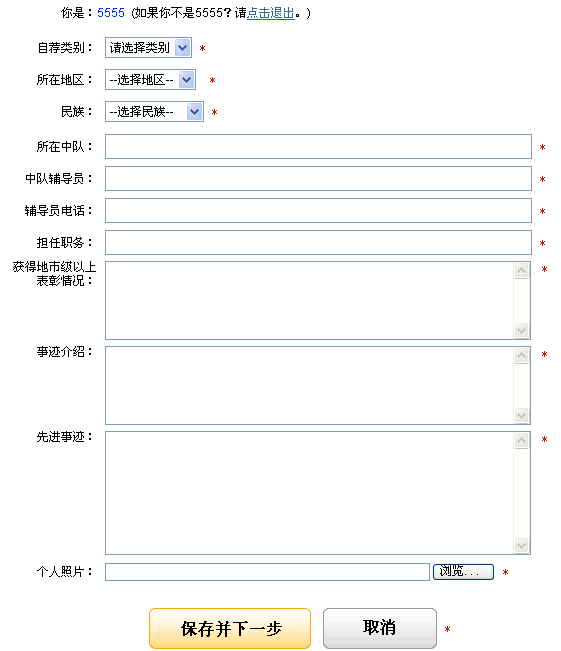 你是：5555 (如果你不是5555？请点击退出。)
自荐类别： 请选择类别 *
所在地区： --选择地区-- *
民族： --选择民族-- *
所在中队： *
中队辅导员： *
辅导员电话： *
担任职务： *
获得地市级以上 *
表彰情况：
事迹介绍： *
先进事迹： *
个人照片： 浏览... *
保存并下一步 取消 *